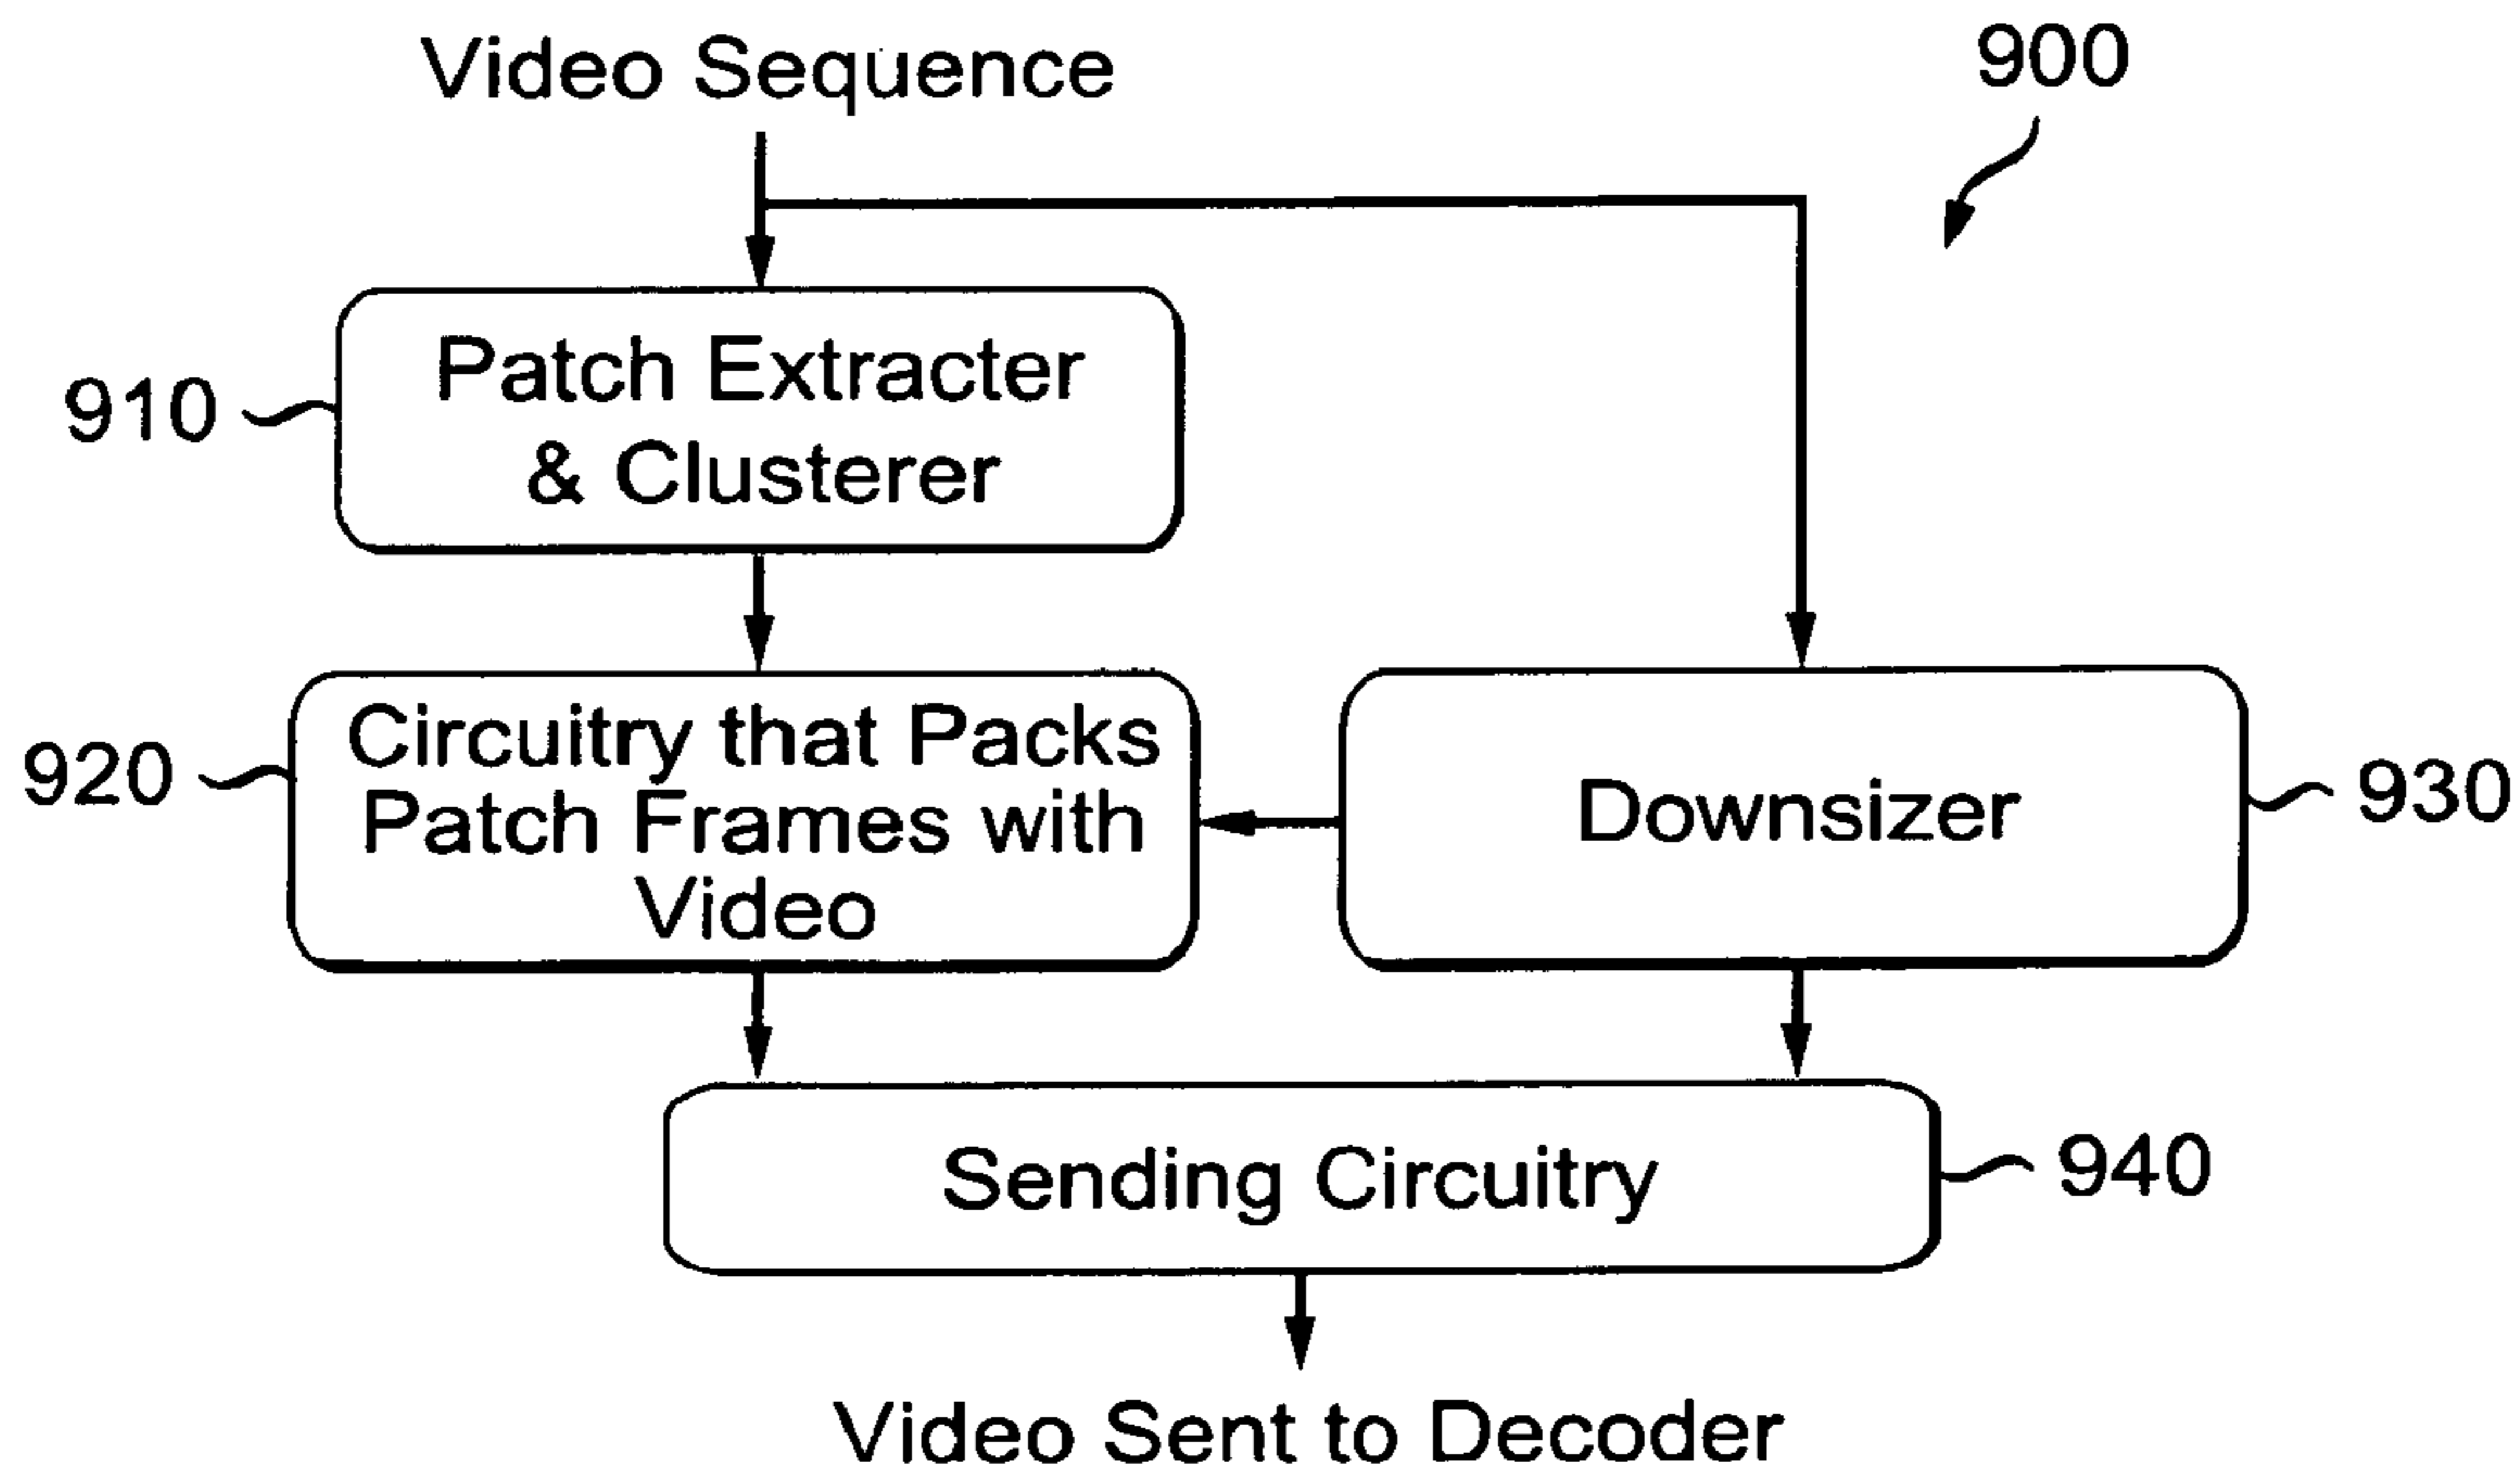 Video Sequence
900
Patch Extracter
& Clusterer
910
Circuitry that Packs
Patch Frames with
Video
920
Downsizer
930
Sending Circuitry
940
Video Sent to Decoder